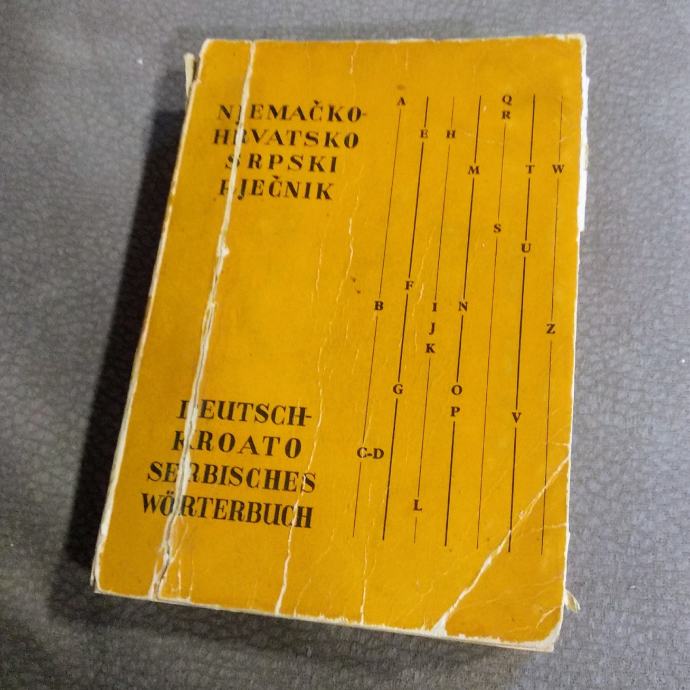 NJEMAČKO-
HRVATSKO
SRPSKI
RJEČNIK
A
Q
R
E
H
M
T
W
S
U
F
B
I
N
J
Z
K
G
O
P
V
DEUTSCH-
KROATO
SERBISCHES
WÖRTERBUCH
C-D
L